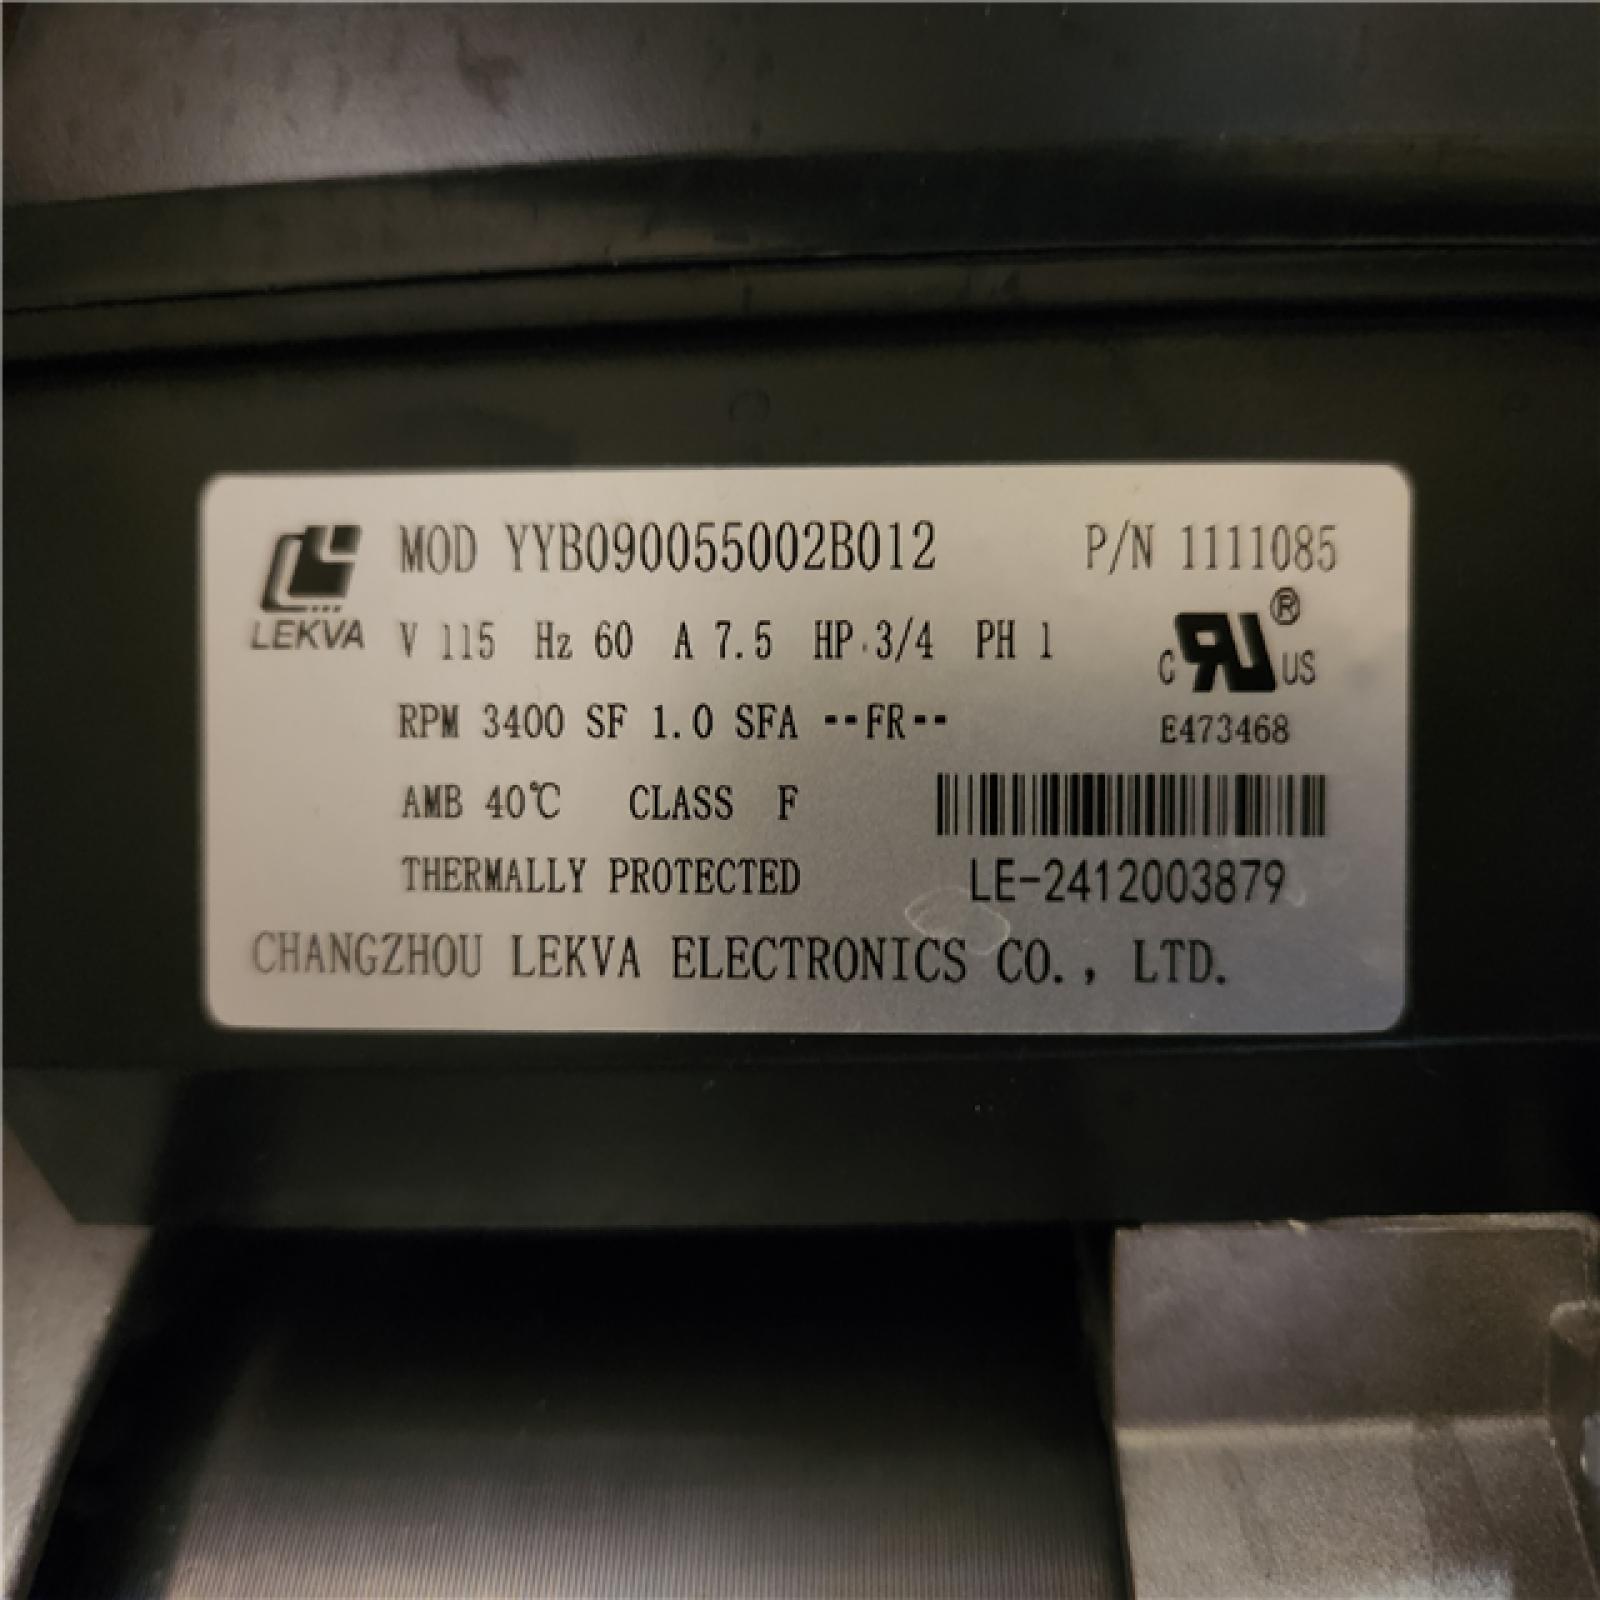 MOD YYB090055002B012 P/N 1111085
LEKVA
V 115 Hz 60 A 7.5 HP 3/4 PH 1
®
C RU US
RPM 3400 SF 1.0 SFA --FR--
E473468
AMB 40℃ CLASS F
THERMALLY PROTECTED
LE-2412003879
CHANGZHOU LEKVA ELECTRONICS CO., LTD.